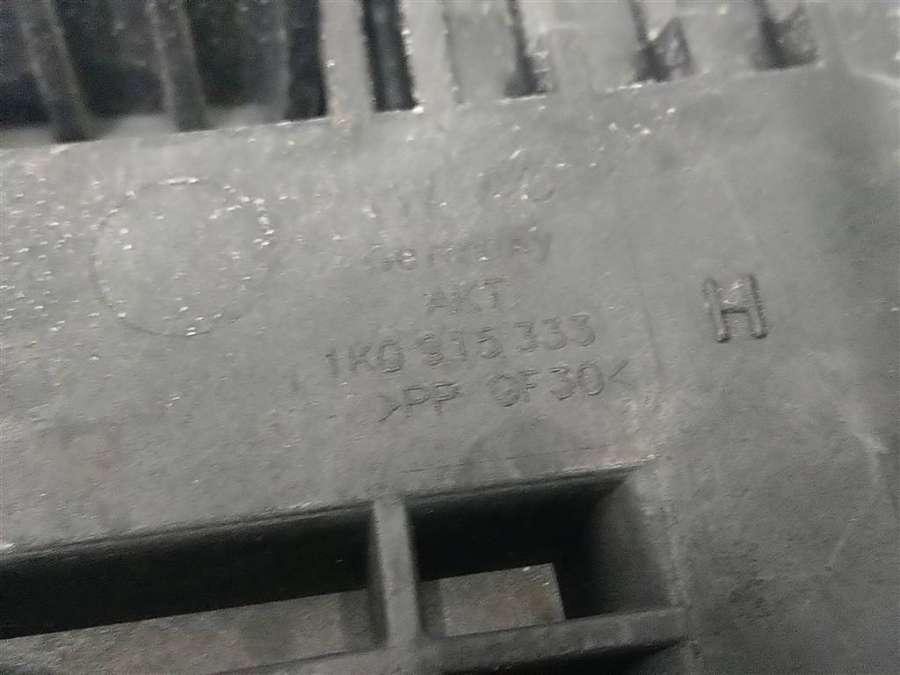 Germany
AKT
1K0 915 333
>PP GF30<
H